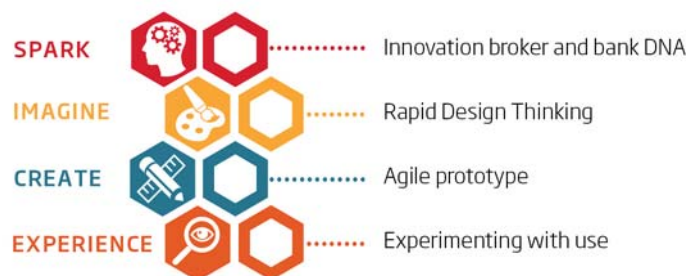 SPARK Innovation broker and bank DNA
IMAGINE Rapid Design Thinking
CREATE Agile prototype
EXPERIENCE Experimenting with use